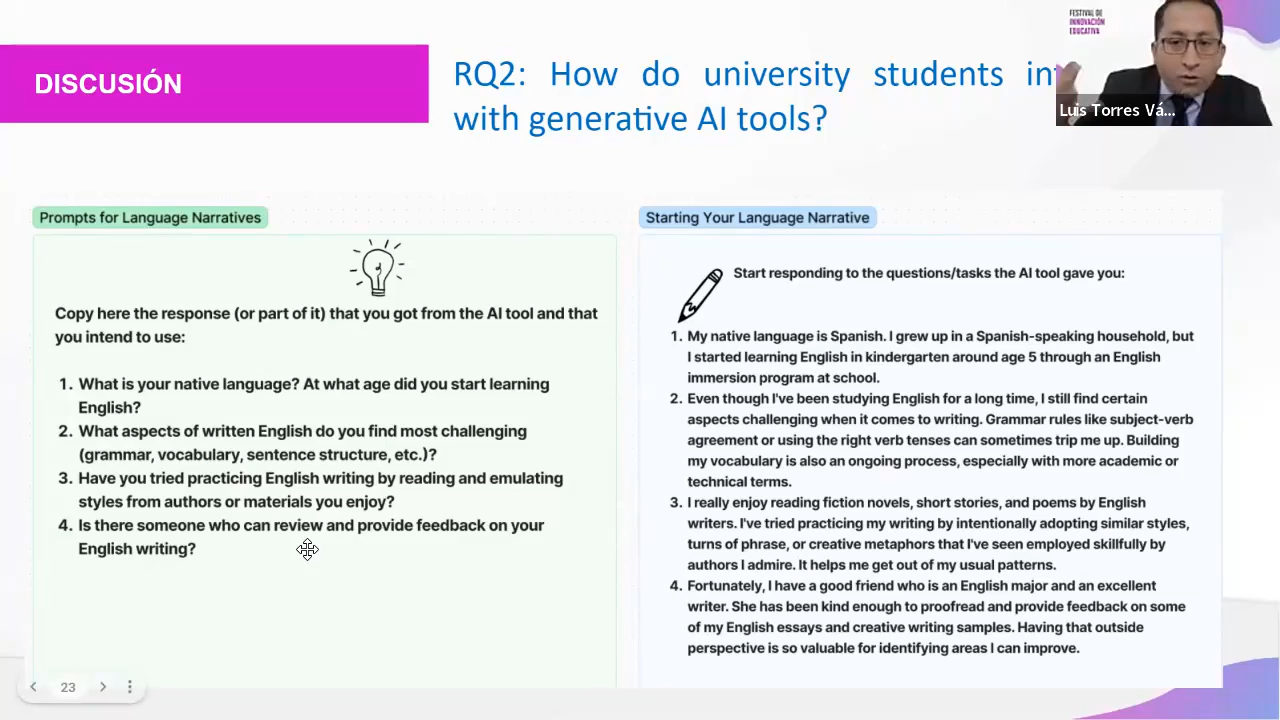 FESTIVAL DE
INNOVACIÓN
EDUCATIVA
DISCUSIÓN
RQ2: How do university students
with generative AI tools?
Luis Torres Vá...
Prompts for Language Narratives
Copy here the response (or part of it) that you got from the AI tool and that
you intend to use:
1. What is your native language? At what age did you start learning
English?
2. What aspects of written English do you find most challenging
(grammar, vocabulary, sentence structure, etc.)?
3. Have you tried practicing English writing by reading and emulating
styles from authors or materials you enjoy?
4. Is there someone who can review and provide feedback on your
English writing?
Starting Your Language Narrative
Start responding to the questions/tasks the AI tool gave you:
1. My native language is Spanish. I grew up in a Spanish-speaking household, but
I started learning English in kindergarten around age 5 through an English
immersion program at school.
2. Even though I've been studying English for a long time, I still find certain
aspects challenging when it comes to writing. Grammar rules like subject-verb
agreement or using the right verb tenses can sometimes trip me up. Building
my vocabulary is also an ongoing process, especially with more academic or
technical terms.
3. I really enjoy reading fiction novels, short stories, and poems by English
writers. I've tried practicing my writing by intentionally adopting similar styles,
turns of phrase, or creative metaphors that I've seen employed skillfully by
authors I admire. It helps me get out of my usual patterns.
4. Fortunately, I have a good friend who is an English major and an excellent
writer. She has been kind enough to proofread and provide feedback on some
of my English essays and creative writing samples. Having that outside
perspective is so valuable for identifying areas I can improve.
23